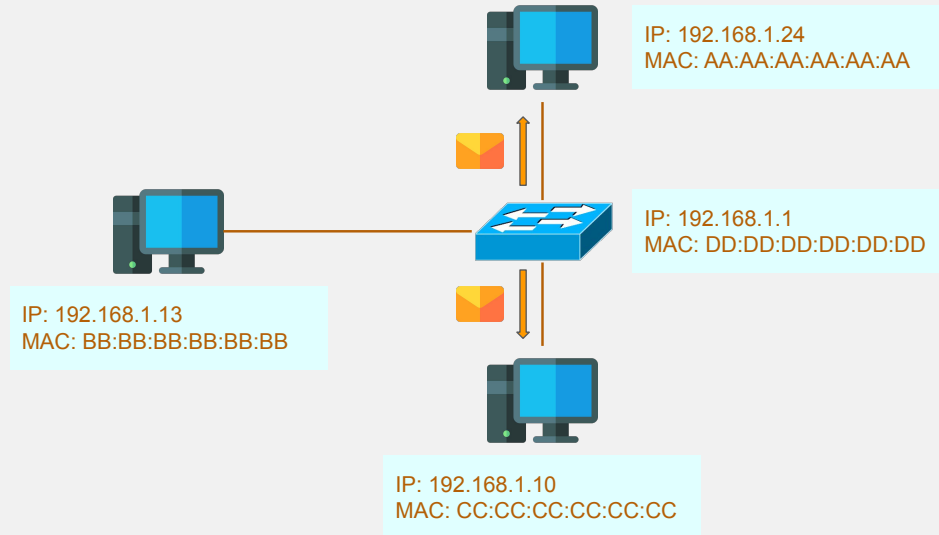 IP: 192.168.1.24
MAC: AA:AA:AA:AA:AA:AA
IP: 192.168.1.1
MAC: DD:DD:DD:DD:DD:DD
IP: 192.168.1.13
MAC: BB:BB:BB:BB:BB:BB
IP: 192.168.1.10
MAC: CC:CC:CC:CC:CC:CC